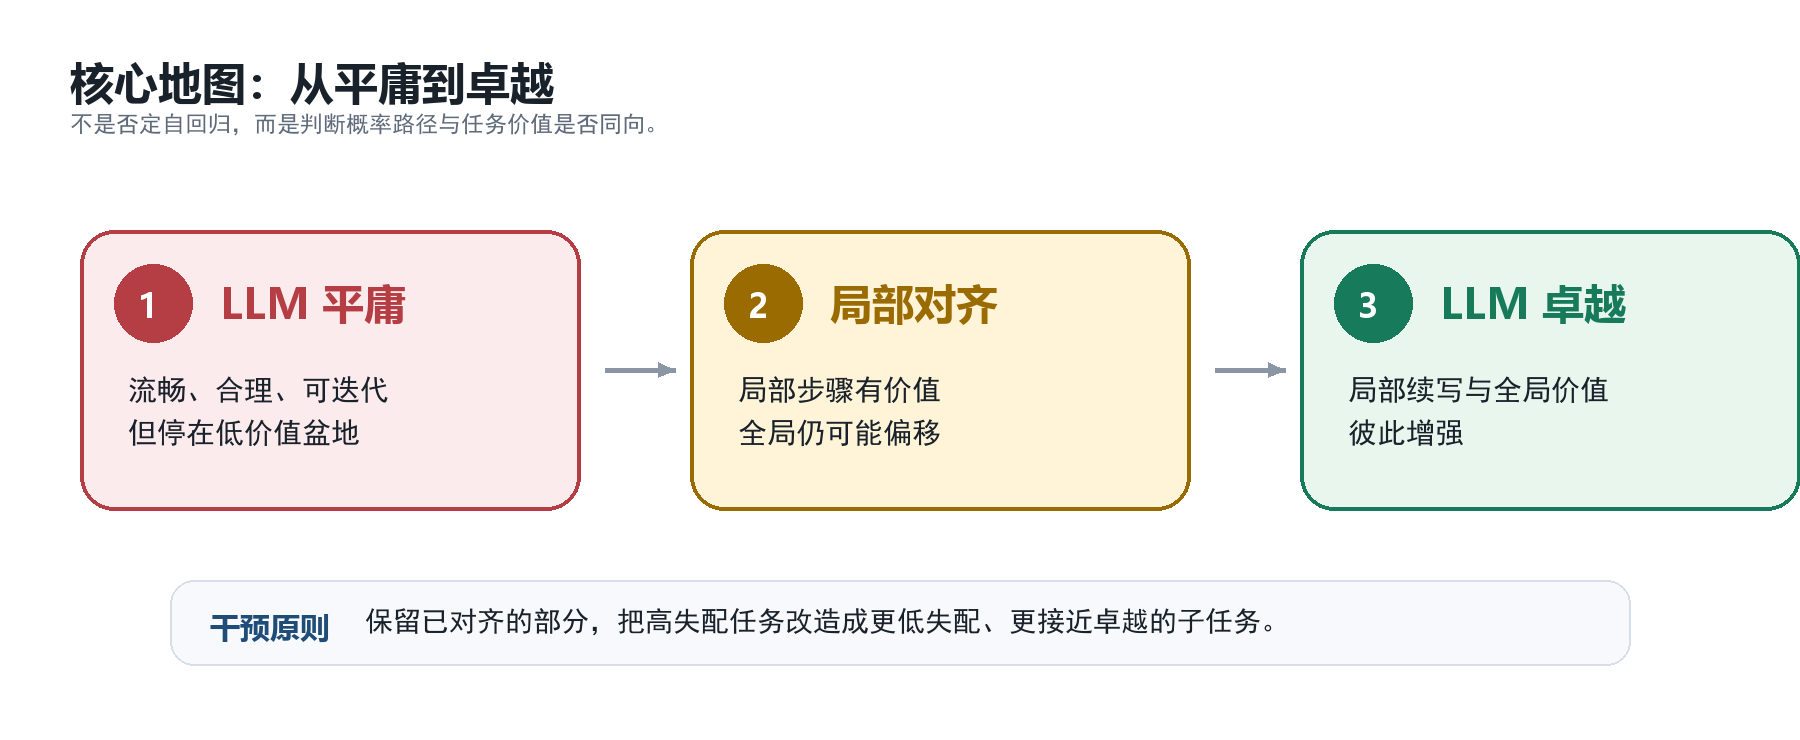 核心地图：从平庸到卓越
不是否定自回归，而是判断概率路径与任务价值是否同向。
1 LLM 平庸
流畅、合理、可迭代
但停在低价值盆地
2 局部对齐
局部步骤有价值
全局仍可能偏移
3 LLM 卓越
局部续写与全局价值
彼此增强
干预原则 保留已对齐的部分，把高失配任务改造成更低失配、更接近卓越的子任务。